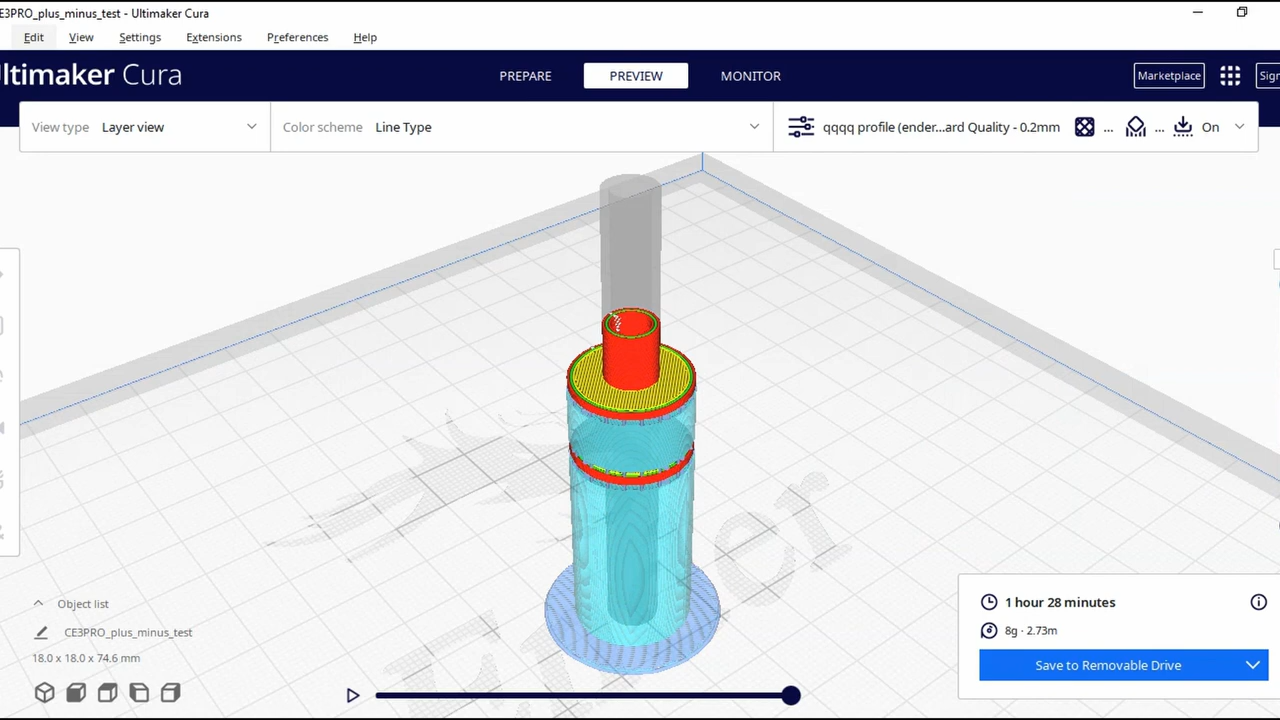 CE3PRO_plus_minus_test - Ultimaker Cura
Edit View Settings Extensions Preferences Help
ltimaker Cura
PREPARE PREVIEW MONITOR
Marketplace
Sign
View type Layer view
Color scheme Line Type
qqqq profile (ender...ard Quality - 0.2mm
...
...
On
Object list
CE3PRO_plus_minus_test
18.0 x 18.0 x 74.6 mm
1 hour 28 minutes
8g · 2.73m
Save to Removable Drive